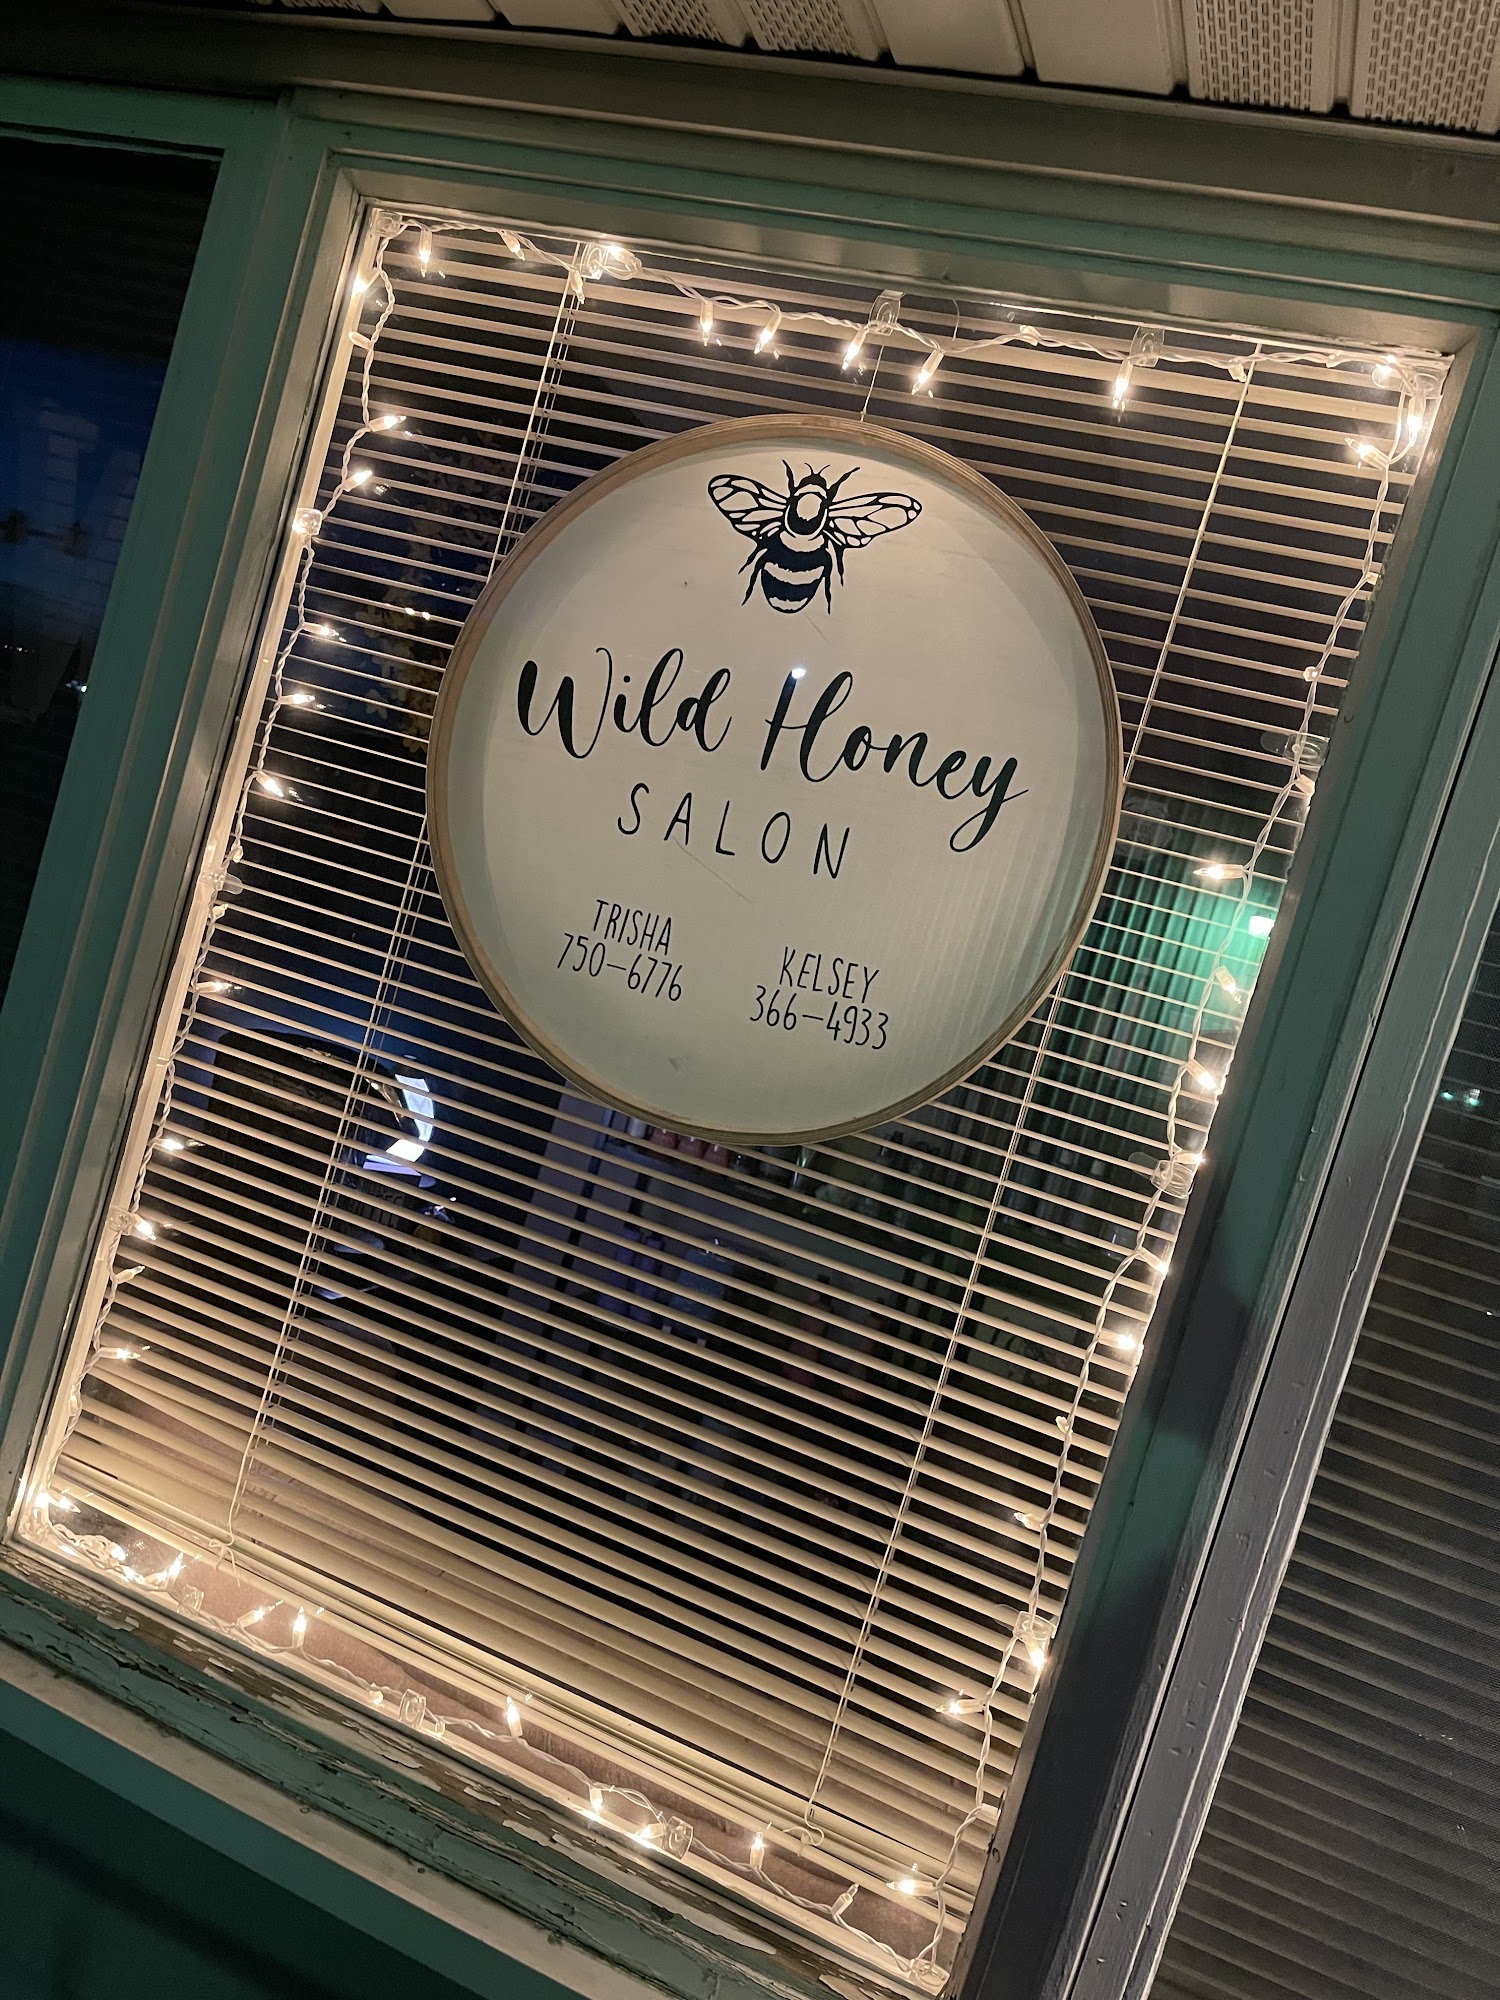 Wild Honey
SALON
TRISHA
750-6776
KELSEY
366-4933